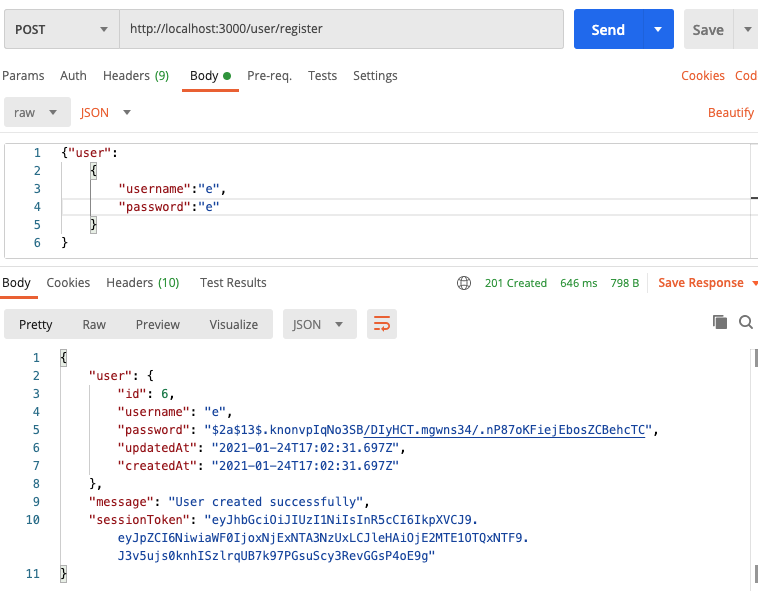 POST http://localhost:3000/user/register Send Save
Params Auth Headers (9) Body Pre-req. Tests Settings Cookies Cod
raw JSON Beautify
1 {"user":
2 {
3 "username":"e",
4 "password":"e"
5 }
6 }
Body Cookies Headers (10) Test Results 201 Created 646 ms 798 B Save Response
Pretty Raw Preview Visualize JSON
1 {
2 "user": {
3 "id": 6,
4 "username": "e",
5 "password": "$2a$13$.knonvpIqNo3SB/DIyHCT.mgwns34/.nP87oKFiejEbosZCBehcTC",
6 "updatedAt": "2021-01-24T17:02:31.697Z",
7 "createdAt": "2021-01-24T17:02:31.697Z"
8 },
9 "message": "User created successfully",
10 "sessionToken": "eyJhbGciOiJIUzI1NiIsInR5cCI6IkpXVCJ9.
eyJpZCI6NiwiaWF0IjoxNjExNTA3NzUxLCJleHAiOjE2MTE1OTQxNTF9.
J3v5ujs0knhISzlrqUB7k97PGsuScy3RevGGsP4oE9g"
11 }